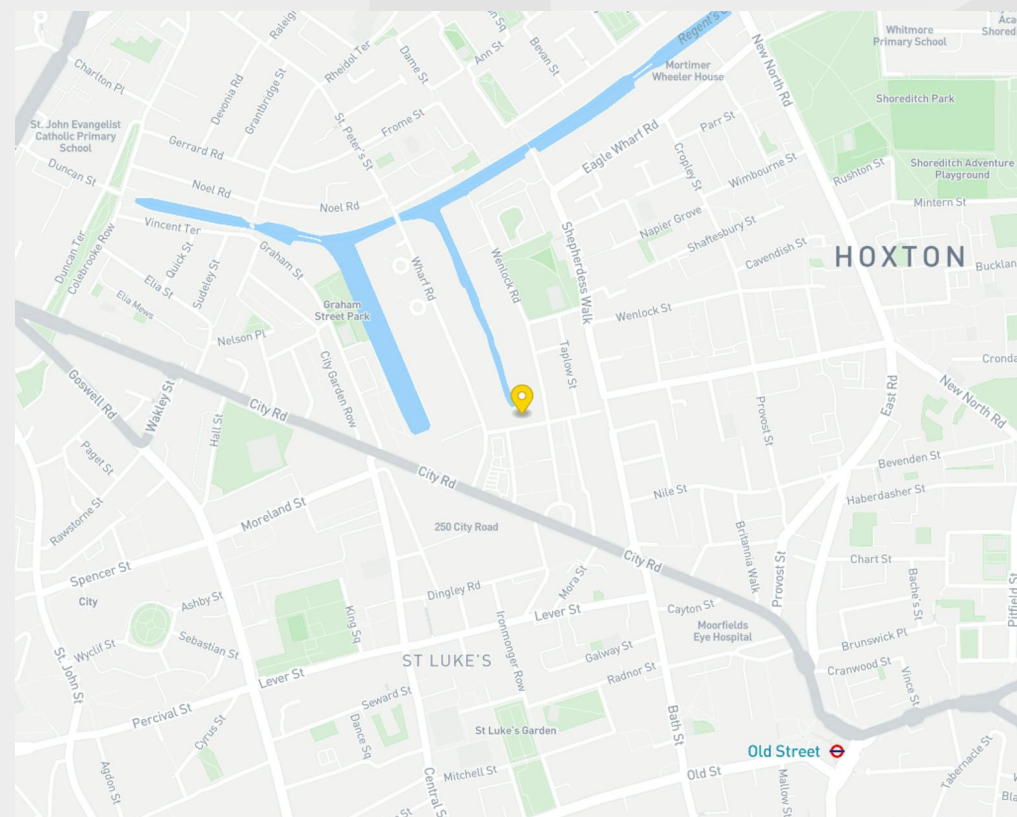 Regent's
Whitmore
Primary School
Raleigh
Rheidol Ter
Dame St
Ann St
Bevan St
New North Rd
Mortimer
Wheeler House
Charlton Pl
Devonia Rd
Grantbridge St
St. Peter's St
Frome St
Shoreditch Park
St. John Evangelist
Catholic Primary
School
Gerrard Rd
Eagle Wharf Rd
Parr St
Cropley St
Wimbourne St
Rushton St
Shoreditch Adventure
Playground
Duncan St
Noel Rd
Noel Rd
Mintern St
Vincent Ter
Duncan Ter
Colebrooke Row
Quick St
Graham St
Napier Grove
Shaftesbury St
Cavendish St
HOXTON
Elia St
Sudeley St
Elia Mews
Wharf Rd
Wenlock Rd
Shepherdess Walk
Graham
Street Park
Wenlock St
Nelson Pl
City Garden Row
Taplow St
Goswell Rd
Wakley St
City Rd
Hall St
East Rd
New North Rd
Provost St
Paget St
Bevenden St
City Rd
Nile St
Haberdasher St
Rawstorne St
Moreland St
250 City Road
Britannia Walk
Provost St
Spencer St
City Rd
Chart St
City
Ashby St
Dingley Rd
Mora St
Bache's St
Pitfield St
Lever St
Cayton St
Moorfields
Eye Hospital
King Sq
Ironmonger Row
Sebastian St
Wyclif St
Brunswick Pl
Galway St
ST LUKE'S
Radnor St
Cranwood St
Vince St
St. John St
Lever St
Seward St
Percival St
Cyrus St
Dance Sq
St Luke's Garden
Bath St
Old Street
Agdon St
Central S
Mitchell St
Old St
Mallow S
Tabernacle St